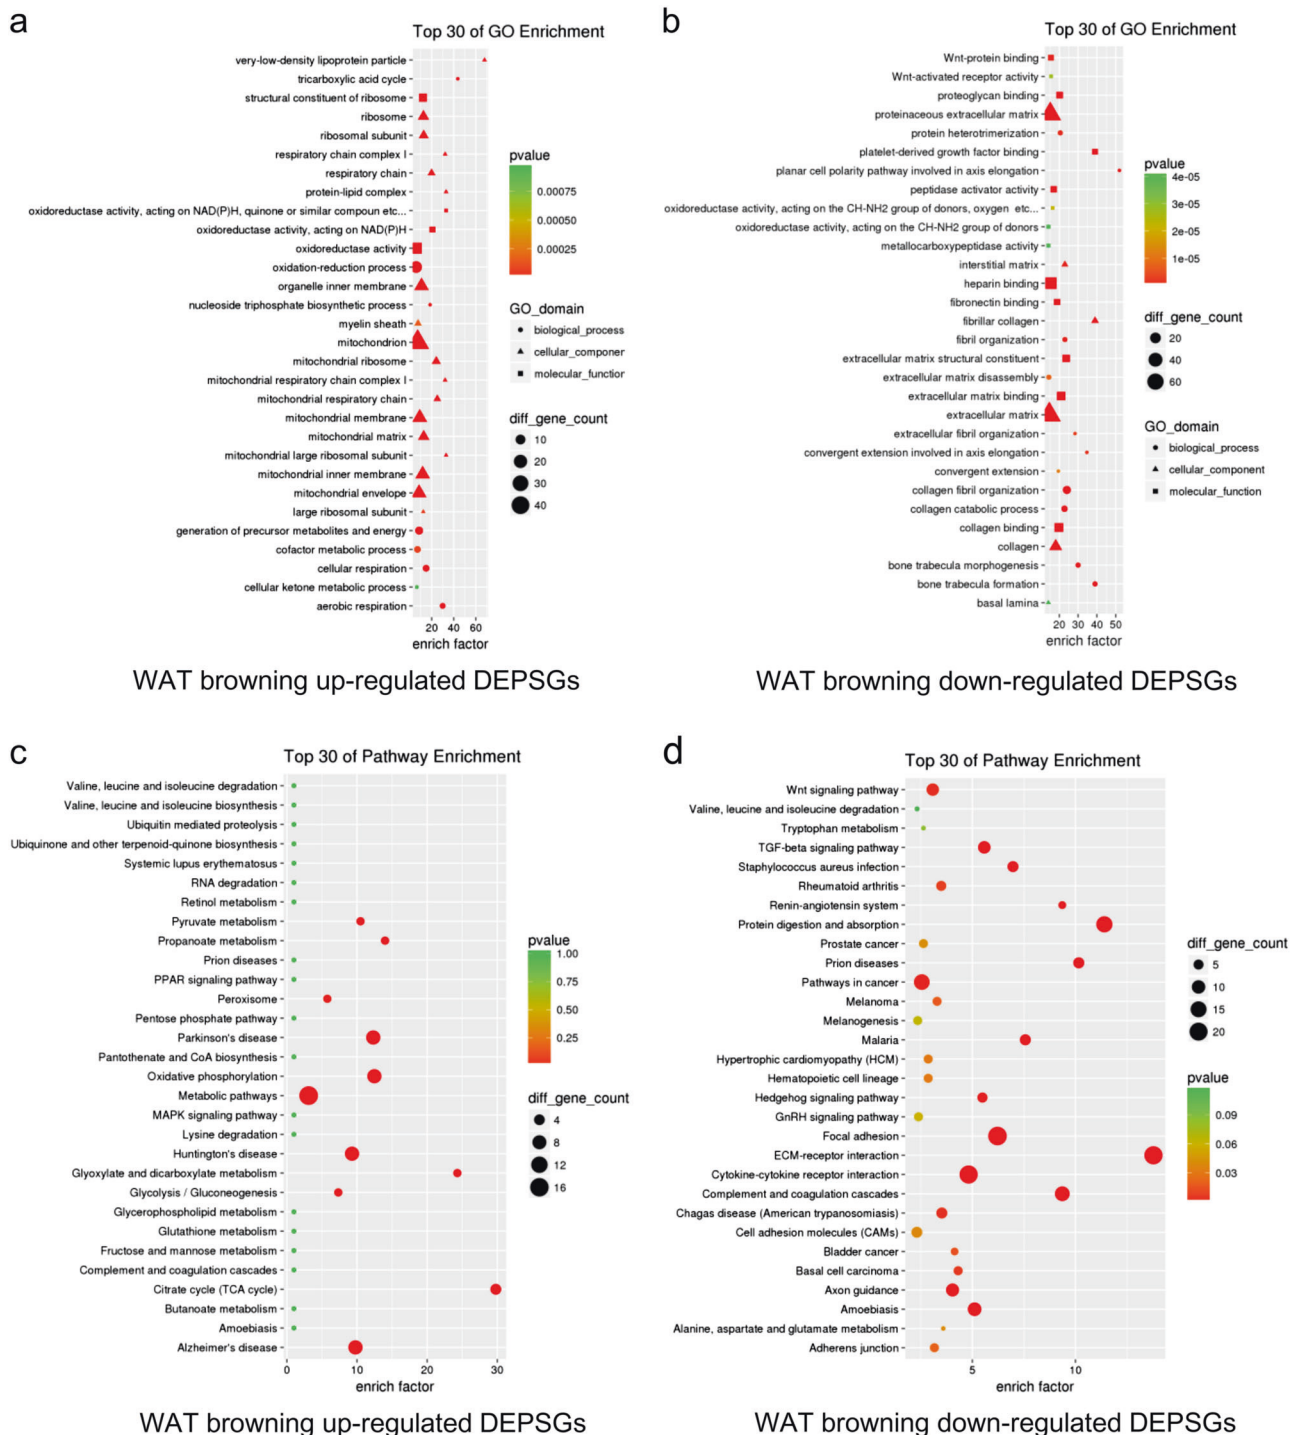 a
Top 30 of GO Enrichment
very-low-density lipoprotein particle
tricarboxylic acid cycle
structural constituent of ribosome
ribosome
ribosomal subunit
respiratory chain complex I
respiratory chain
protein-lipid complex
oxidoreductase activity, acting on NAD(P)H, quinone or similar compoun etc...
oxidoreductase activity, acting on NAD(P)H
oxidoreductase activity
oxidation-reduction process
organelle inner membrane
nucleoside triphosphate biosynthetic process
myelin sheath
mitochondrion
mitochondrial ribosome
mitochondrial respiratory chain complex I
mitochondrial respiratory chain
mitochondrial membrane
mitochondrial matrix
mitochondrial large ribosomal subunit
mitochondrial inner membrane
mitochondrial envelope
large ribosomal subunit
generation of precursor metabolites and energy
cofactor metabolic process
cellular respiration
cellular ketone metabolic process
aerobic respiration
20 40 60
enrich factor
pvalue
0.00075
0.00050
0.00025
GO_domain
biological_process
cellular_componer
molecular_function
diff_gene_count
10
20
30
40
WAT browning up-regulated DEPSGs
b
Top 30 of GO Enrichment
Wnt-protein binding
Wnt-activated receptor activity
proteoglycan binding
proteinaceous extracellular matrix
protein heterotrimerization
platelet-derived growth factor binding
planar cell polarity pathway involved in axis elongation
peptidase activator activity
oxidoreductase activity, acting on the CH-NH2 group of donors, oxygen etc...
oxidoreductase activity, acting on the CH-NH2 group of donors
metallocarboxypeptidase activity
interstitial matrix
heparin binding
fibronectin binding
fibrillar collagen
fibril organization
extracellular matrix structural constituent
extracellular matrix disassembly
extracellular matrix binding
extracellular matrix
extracellular fibril organization
convergent extension involved in axis elongation
convergent extension
collagen fibril organization
collagen catabolic process
collagen binding
collagen
bone trabecula morphogenesis
bone trabecula formation
basal lamina
20 30 40 50
enrich factor
pvalue
4e-05
3e-05
2e-05
1e-05
diff_gene_count
20
40
60
GO_domain
biological_process
cellular_component
molecular_function
WAT browning down-regulated DEPSGs
c
Top 30 of Pathway Enrichment
Valine, leucine and isoleucine degradation
Valine, leucine and isoleucine biosynthesis
Ubiquitin mediated proteolysis
Ubiquinone and other terpenoid-quinone biosynthesis
Systemic lupus erythematosus
RNA degradation
Retinol metabolism
Pyruvate metabolism
Propanoate metabolism
Prion diseases
PPAR signaling pathway
Peroxisome
Pentose phosphate pathway
Parkinson's disease
Pantothenate and CoA biosynthesis
Oxidative phosphorylation
Metabolic pathways
MAPK signaling pathway
Lysine degradation
Huntington's disease
Glyoxylate and dicarboxylate metabolism
Glycolysis / Gluconeogenesis
Glycerophospholipid metabolism
Glutathione metabolism
Fructose and mannose metabolism
Complement and coagulation cascades
Citrate cycle (TCA cycle)
Butanoate metabolism
Amoebiasis
Alzheimer's disease
0 10 20 30
enrich factor
pvalue
1.00
0.75
0.50
0.25
diff_gene_count
4
8
12
16
WAT browning up-regulated DEPSGs
d
Top 30 of Pathway Enrichment
Wnt signaling pathway
Valine, leucine and isoleucine degradation
Tryptophan metabolism
TGF-beta signaling pathway
Staphylococcus aureus infection
Rheumatoid arthritis
Renin-angiotensin system
Protein digestion and absorption
Prostate cancer
Prion diseases
Pathways in cancer
Melanoma
Melanogenesis
Malaria
Hypertrophic cardiomyopathy (HCM)
Hematopoietic cell lineage
Hedgehog signaling pathway
GnRH signaling pathway
Focal adhesion
ECM-receptor interaction
Cytokine-cytokine receptor interaction
Complement and coagulation cascades
Chagas disease (American trypanosomiasis)
Cell adhesion molecules (CAMs)
Bladder cancer
Basal cell carcinoma
Axon guidance
Amoebiasis
Alanine, aspartate and glutamate metabolism
Adherens junction
5 10
enrich factor
diff_gene_count
5
10
15
20
pvalue
0.09
0.06
0.03
WAT browning down-regulated DEPSGs